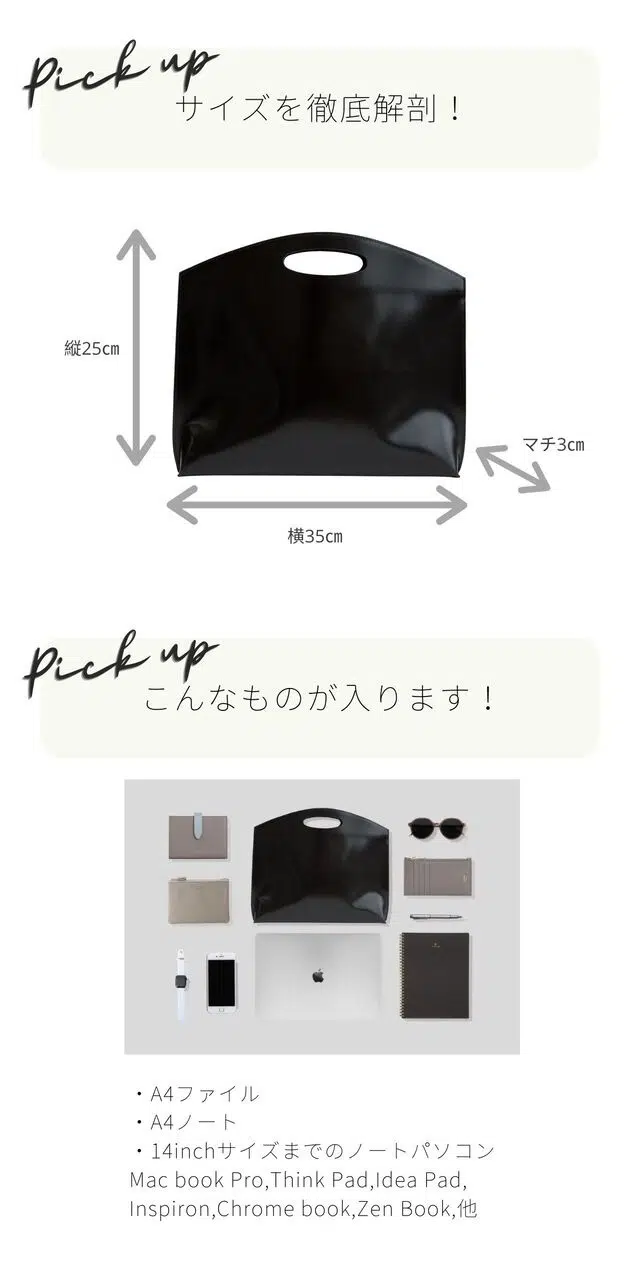 Pick up
サイズを徹底解剖！
縦25㎝
マチ3㎝
横35㎝
Pick up
こんなものが入ります！
・A4ファイル
・A4ノート
・14inchサイズまでのノートパソコン
Mac book Pro,Think Pad,Idea Pad,
Inspiron,Chrome book,Zen Book,他